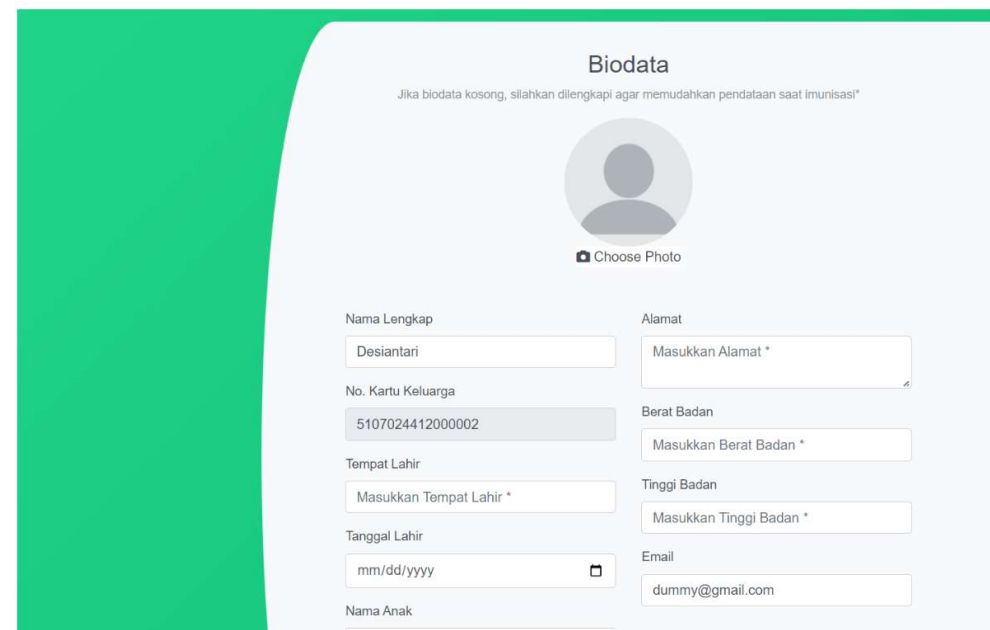 Biodata
Jika biodata kosong, silahkan dilengkapi agar memudahkan pendataan saat imunisasi*
Choose Photo
Nama Lengkap
Desiantari
No. Kartu Keluarga
5107024412000002
Tempat Lahir
Masukkan Tempat Lahir *
Tanggal Lahir
mm/dd/yyyy
Nama Anak
Alamat
Masukkan Alamat *
Berat Badan
Masukkan Berat Badan *
Tinggi Badan
Masukkan Tinggi Badan *
Email
dummy@gmail.com